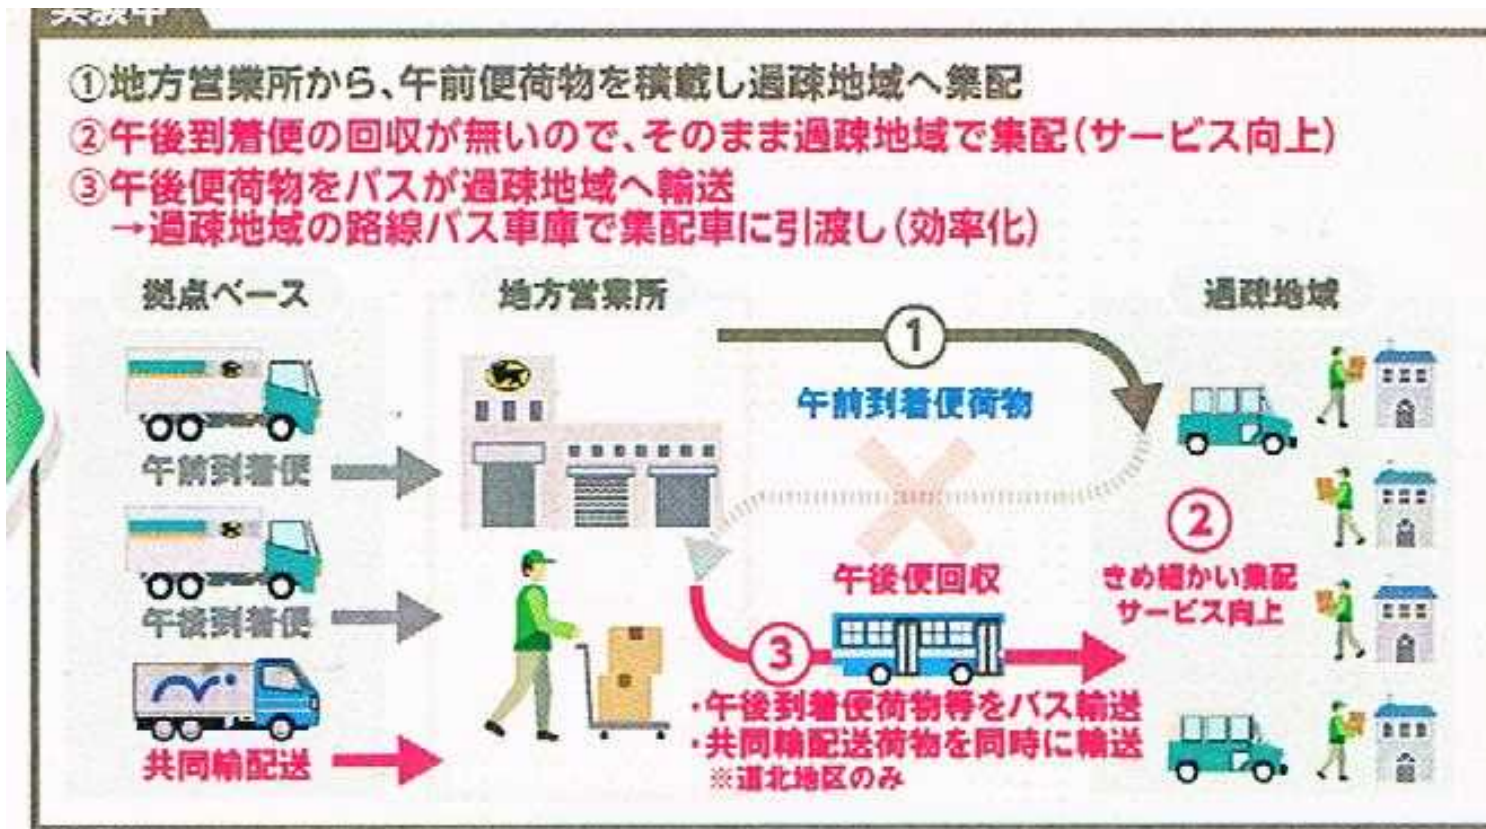 実験中
①地方営業所から、午前便荷物を積載し過疎地域へ集配
②午後到着便の回収が無いので、そのまま過疎地域で集配(サービス向上)
③午後便荷物をバスが過疎地域へ輸送
→過疎地域の路線バス車庫で集配車に引渡し(効率化)
拠点ベース
地方営業所
過疎地域
①
午前到着便荷物
午前到着便
②
きめ細かい集配
サービス向上
午後便回収
午後到着便
③
・午後到着便荷物等をバス輸送
・共同輸配送荷物を同時に輸送
※道北地区のみ
共同輸配送